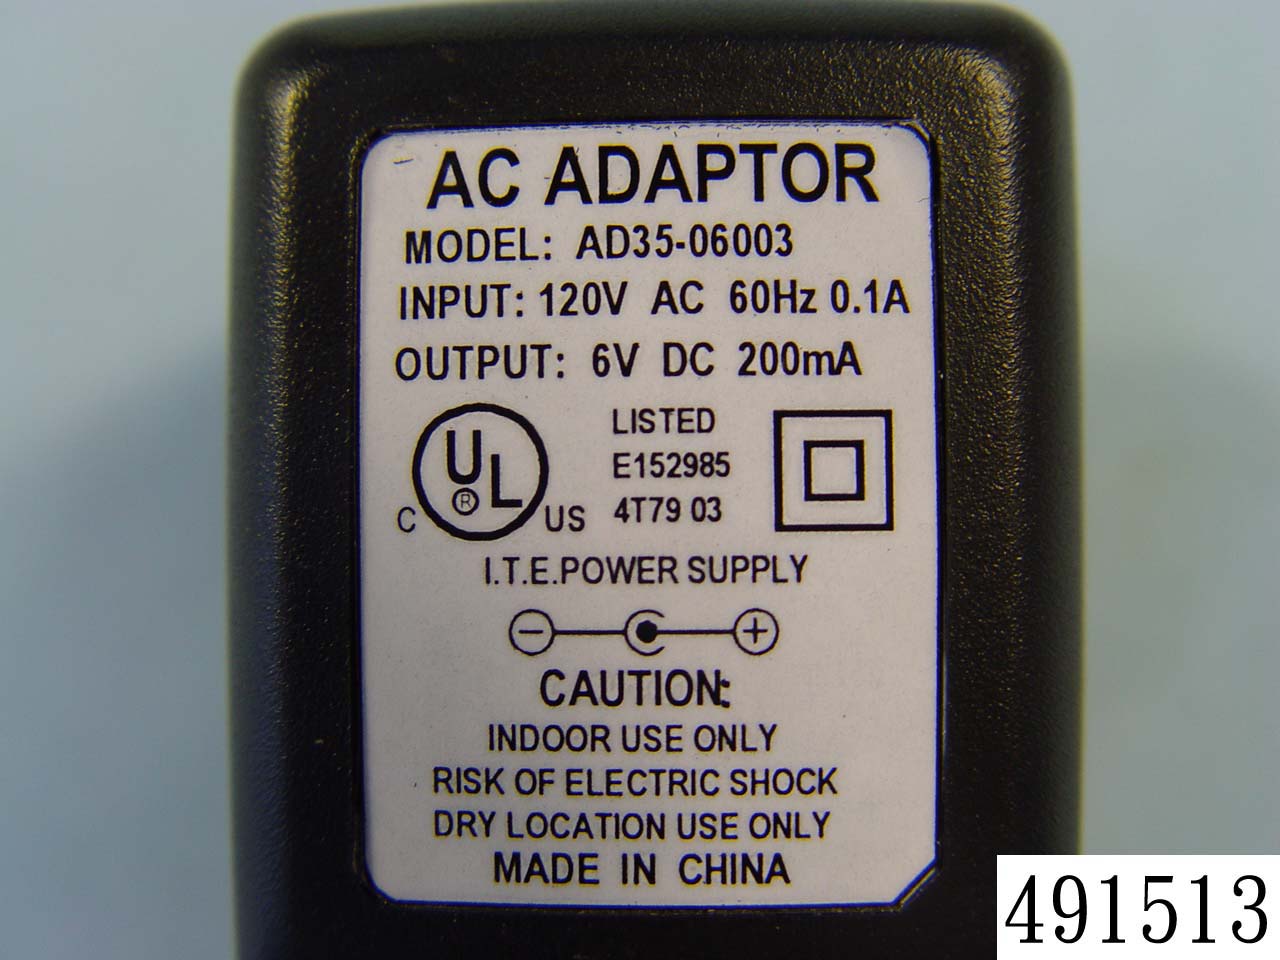 AC ADAPTOR
MODEL: AD35-06003
INPUT: 120V AC 60Hz 0.1A
OUTPUT: 6V DC 200mA
C UL ® US
LISTED
E152985
4T79 03
I.T.E.POWER SUPPLY
CAUTION:
INDOOR USE ONLY
RISK OF ELECTRIC SHOCK
DRY LOCATION USE ONLY
MADE IN CHINA
491513